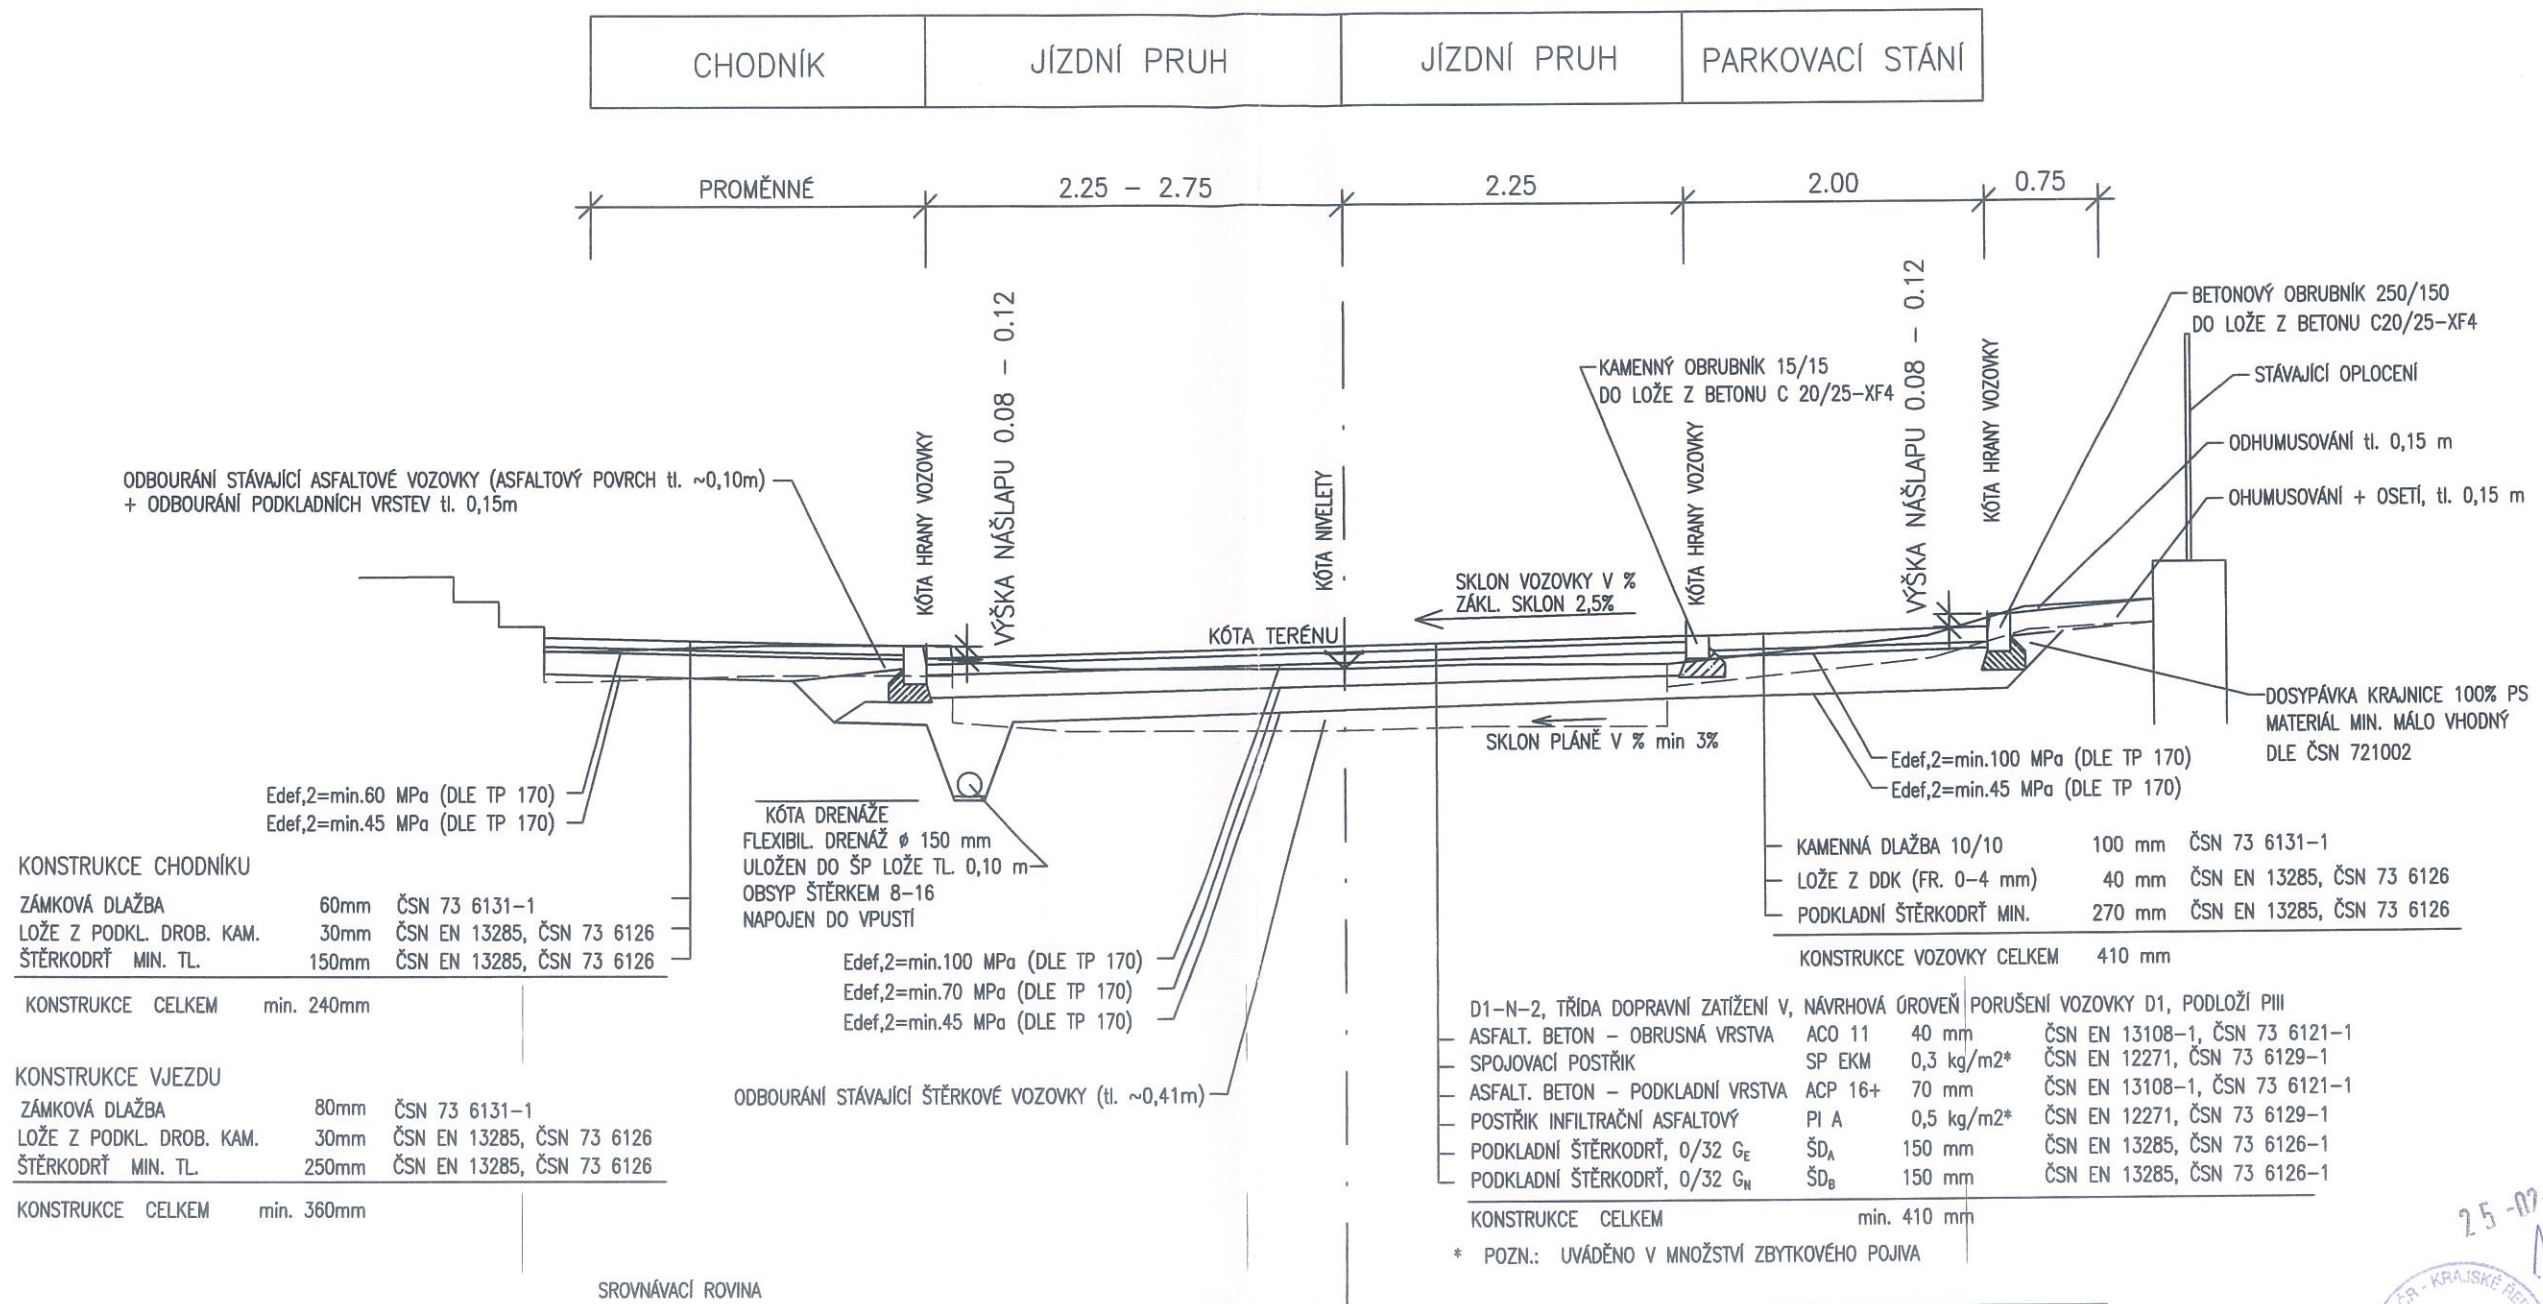 CHODNÍK
JÍZDNÍ PRUH
JÍZDNÍ PRUH
PARKOVACÍ STÁNÍ
PROMĚNNÉ
2.25 - 2.75
2.25
2.00
0.75
VÝŠKA NÁŠLAPU 0.08 - 0.12
VÝŠKA NÁŠLAPU 0.08 - 0.12
BETONOVÝ OBRUBNÍK 250/150
DO LOŽE Z BETONU C20/25-XF4
KAMENNÝ OBRUBNÍK 15/15
DO LOŽE Z BETONU C 20/25-XF4
STÁVAJÍCÍ OPLOCENÍ
ODHUMUSOVÁNÍ tl. 0,15 m
OHUMUSOVÁNÍ + OSETÍ, tl. 0,15 m
KÓTA HRANY VOZOVKY
KÓTA NIVELETY
KÓTA HRANY VOZOVKY
KÓTA HRANY VOZOVKY
ODBOURÁNÍ STÁVAJÍCÍ ASFALTOVÉ VOZOVKY (ASFALTOVÝ POVRCH tl. ~0,10m)
+ ODBOURÁNÍ PODKLADNÍCH VRSTEV tl. 0,15m
SKLON VOZOVKY V %
ZÁKL. SKLON 2,5%
KÓTA TERÉNU
SKLON PLÁNĚ V % min 3%
DOSYPÁVKA KRAJNICE 100% PS
MATERIÁL MIN. MÁLO VHODNÝ
DLE ČSN 721002
Edef,2=min.100 MPa (DLE TP 170)
Edef,2=min.45 MPa (DLE TP 170)
Edef,2=min.60 MPa (DLE TP 170)
Edef,2=min.45 MPa (DLE TP 170)
KÓTA DRENÁŽE
FLEXIBIL. DRENÁŽ ø 150 mm
ULOŽEN DO ŠP LOŽE TL. 0,10 m
OBSYP ŠTĚRKEM 8-16
NAPOJEN DO VPUSTÍ
KONSTRUKCE CHODNÍKU
ZÁMKOVÁ DLAŽBA 60mm ČSN 73 6131-1
LOŽE Z PODKL. DROB. KAM. 30mm ČSN EN 13285, ČSN 73 6126
ŠTĚRKODRŤ MIN. TL. 150mm ČSN EN 13285, ČSN 73 6126
KONSTRUKCE CELKEM min. 240mm
KAMENNÁ DLAŽBA 10/10 100 mm ČSN 73 6131-1
LOŽE Z DDK (FR. 0-4 mm) 40 mm ČSN EN 13285, ČSN 73 6126
PODKLADNÍ ŠTĚRKODRŤ MIN. 270 mm ČSN EN 13285, ČSN 73 6126
KONSTRUKCE VOZOVKY CELKEM 410 mm
Edef,2=min.100 MPa (DLE TP 170)
Edef,2=min.70 MPa (DLE TP 170)
Edef,2=min.45 MPa (DLE TP 170)
ODBOURÁNÍ STÁVAJÍCÍ ŠTĚRKOVÉ VOZOVKY (tl. ~0,41m)
KONSTRUKCE VJEZDU
ZÁMKOVÁ DLAŽBA 80mm ČSN 73 6131-1
LOŽE Z PODKL. DROB. KAM. 30mm ČSN EN 13285, ČSN 73 6126
ŠTĚRKODRŤ MIN. TL. 250mm ČSN EN 13285, ČSN 73 6126
KONSTRUKCE CELKEM min. 360mm
D1-N-2, TŘÍDA DOPRAVNÍ ZATÍŽENÍ V, NÁVRHOVÁ ÚROVEŇ PORUŠENÍ VOZOVKY D1, PODLOŽÍ PIII
ASFALT. BETON - OBRUSNÁ VRSTVA ACO 11 40 mm ČSN EN 13108-1, ČSN 73 6121-1
SPOJOVACÍ POSTŘIK SP EKM 0,3 kg/m2* ČSN EN 12271, ČSN 73 6129-1
ASFALT. BETON - PODKLADNÍ VRSTVA ACP 16+ 70 mm ČSN EN 13108-1, ČSN 73 6121-1
POSTŘIK INFILTRAČNÍ ASFALTOVÝ PI A 0,5 kg/m2* ČSN EN 12271, ČSN 73 6129-1
PODKLADNÍ ŠTĚRKODRŤ, 0/32 GE ŠDA 150 mm ČSN EN 13285, ČSN 73 6126-1
PODKLADNÍ ŠTĚRKODRŤ, 0/32 GN ŠDB 150 mm ČSN EN 13285, ČSN 73 6126-1
KONSTRUKCE CELKEM min. 410 mm
* POZN.: UVÁDĚNO V MNOŽSTVÍ ZBYTKOVÉHO POJIVA
SROVNÁVACÍ ROVINA
25 -
ČR - KRAJSKÉ